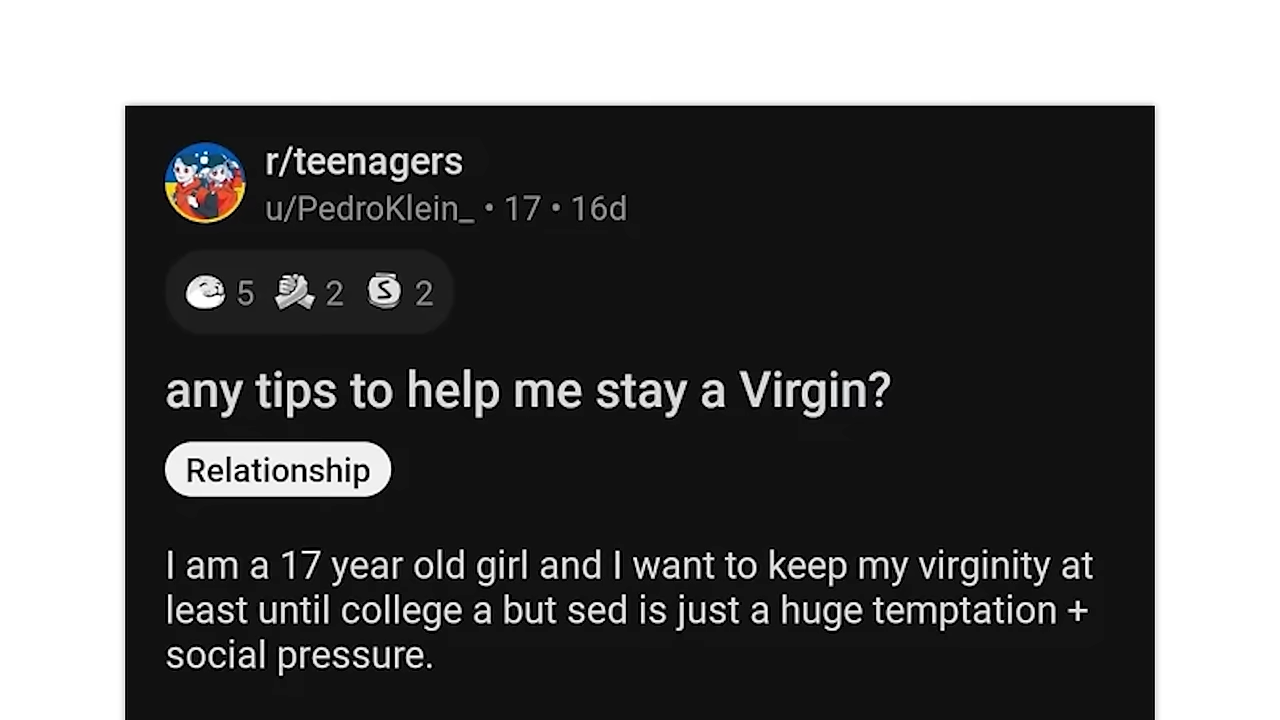 r/teenagers
u/PedroKlein_ • 17 • 16d
5 2 S 2
any tips to help me stay a Virgin?
Relationship
I am a 17 year old girl and I want to keep my virginity at
least until college a but sed is just a huge temptation +
social pressure.